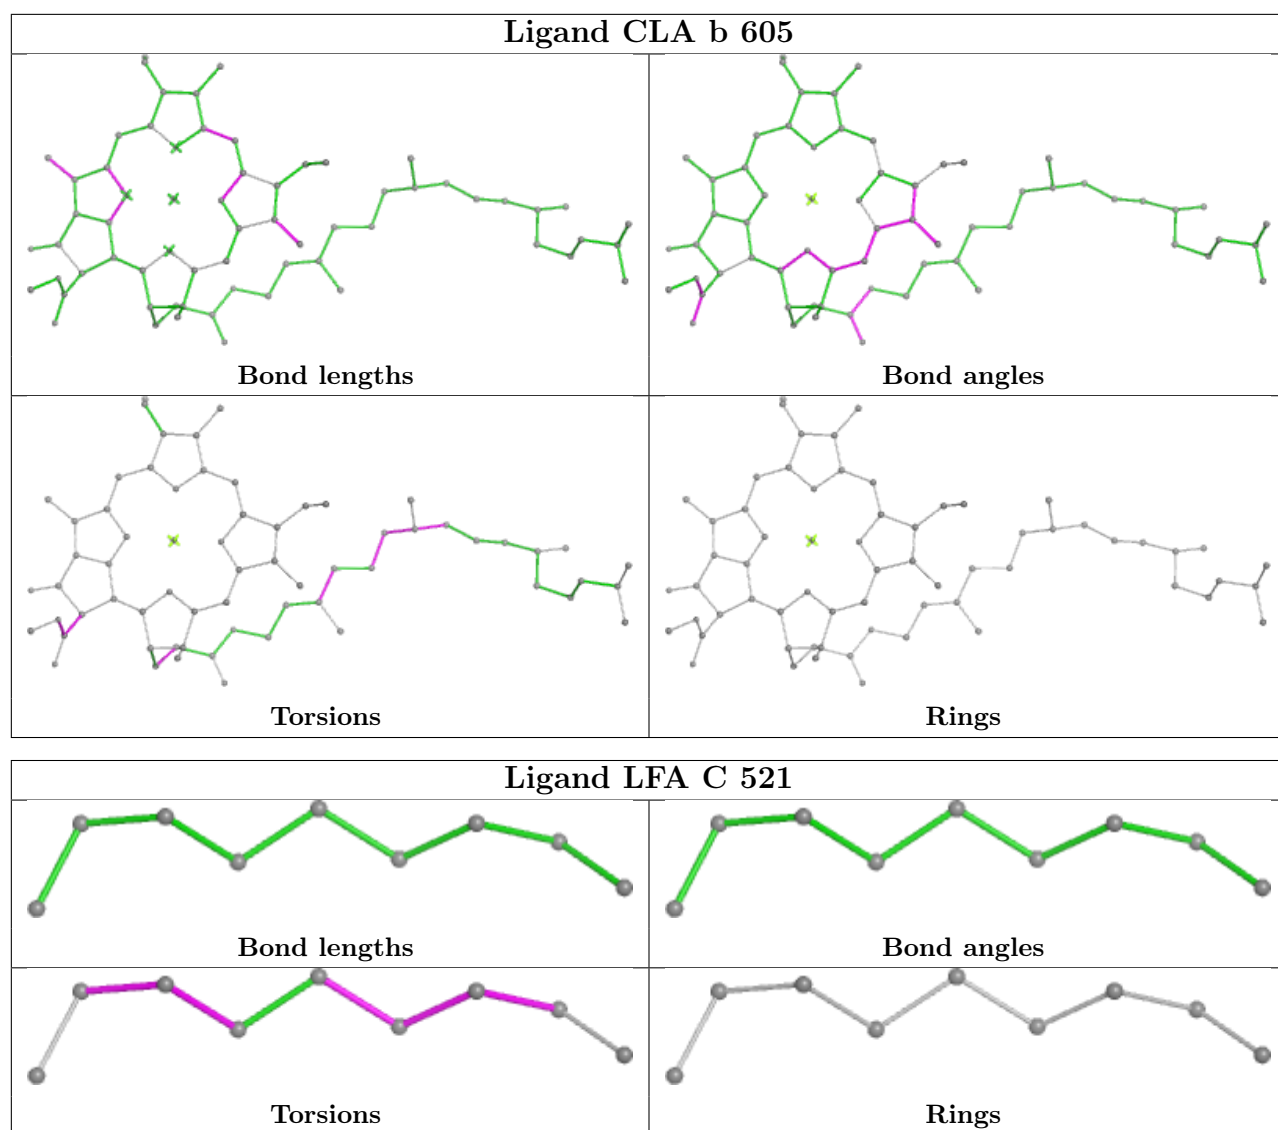 Ligand CLA b 605
Bond lengths
Bond angles
Torsions
Rings
Ligand LFA C 521
Bond lengths
Bond angles
Torsions
Rings